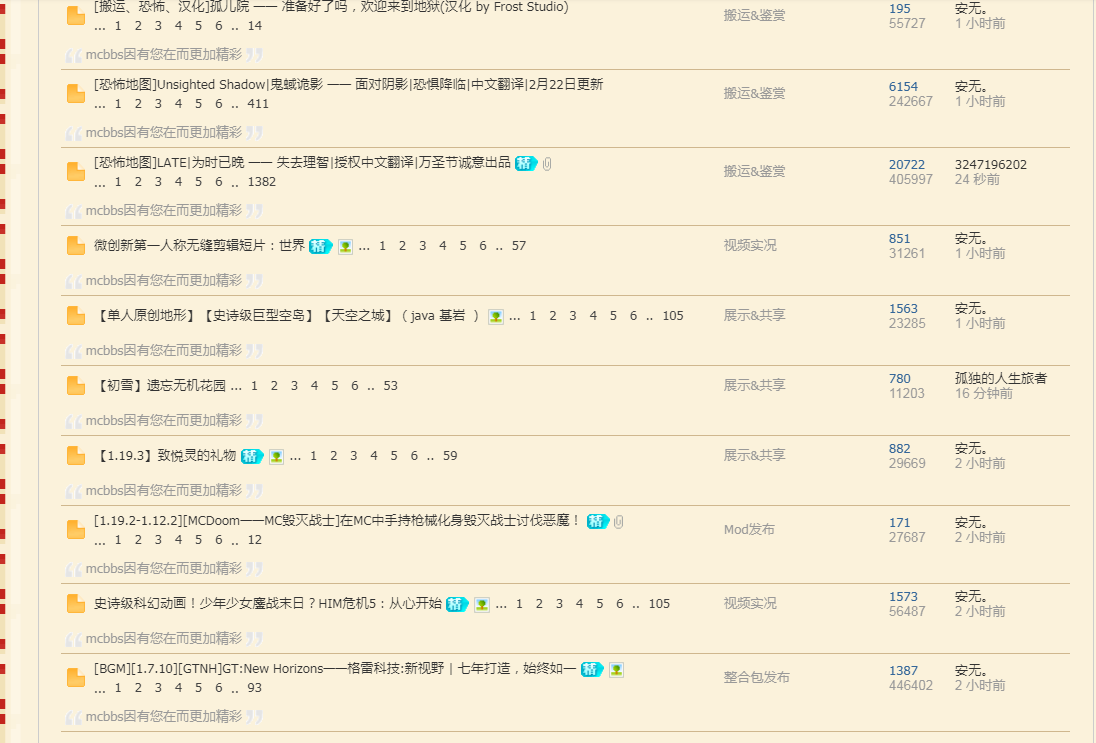 [搬运、恐怖、汉化]孤儿院 —— 准备好了吗，欢迎来到地狱(汉化 by Frost Studio)
... 1 2 3 4 5 6 .. 14
搬运&鉴赏
195
55727
安无。
1 小时前
mcbbs因有您在而更加精彩
[恐怖地图]Unsighted Shadow|鬼蜮诡影 —— 面对阴影|恐惧降临|中文翻译|2月22日更新
... 1 2 3 4 5 6 .. 411
搬运&鉴赏
6154
242667
安无。
1 小时前
mcbbs因有您在而更加精彩
[恐怖地图]LATE|为时已晚 —— 失去理智|授权中文翻译|万圣节诚意出品 精
... 1 2 3 4 5 6 .. 1382
搬运&鉴赏
20722
405997
3247196202
24 秒前
mcbbs因有您在而更加精彩
微创新第一人称无缝剪辑短片：世界 精 ... 1 2 3 4 5 6 .. 57
视频实况
851
31261
安无。
1 小时前
mcbbs因有您在而更加精彩
【单人原创地形】【史诗级巨型空岛】【天空之城】（java 基岩 ） ... 1 2 3 4 5 6 .. 105
展示&共享
1563
23285
安无。
1 小时前
mcbbs因有您在而更加精彩
【初雪】遗忘无机花园 ... 1 2 3 4 5 6 .. 53
展示&共享
780
11203
孤独的人生旅者
16 分钟前
mcbbs因有您在而更加精彩
【1.19.3】致悦灵的礼物 精 ... 1 2 3 4 5 6 .. 59
展示&共享
882
29669
安无。
2 小时前
mcbbs因有您在而更加精彩
[1.19.2-1.12.2][MCDoom——MC毁灭战士]在MC中手持枪械化身毁灭战士讨伐恶魔！ 精
... 1 2 3 4 5 6 .. 12
Mod发布
171
27687
安无。
2 小时前
mcbbs因有您在而更加精彩
史诗级科幻动画！少年少女鏖战末日？HIM危机5：从心开始 精 ... 1 2 3 4 5 6 .. 105
视频实况
1573
56487
安无。
2 小时前
mcbbs因有您在而更加精彩
[BGM][1.7.10][GTNH]GT:New Horizons——格雷科技:新视野 | 七年打造，始终如一 精
... 1 2 3 4 5 6 .. 93
整合包发布
1387
446402
安无。
2 小时前
mcbbs因有您在而更加精彩